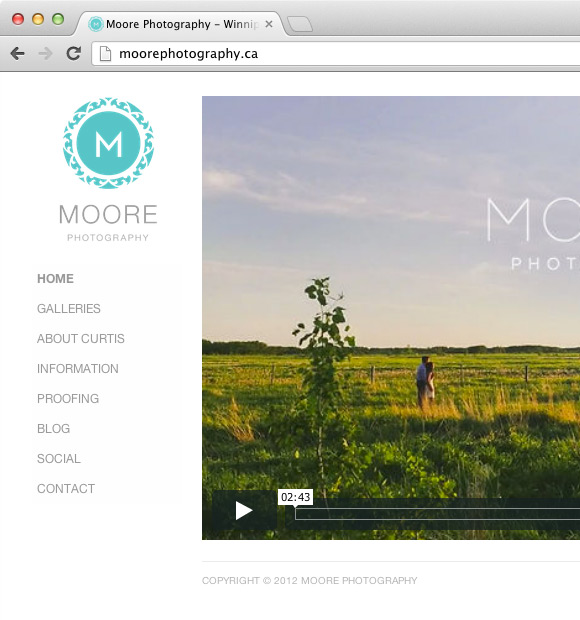 Moore Photography – Winnip
moorephotography.ca
M
MOORE
PHOTOGRAPHY
HOME
GALLERIES
ABOUT CURTIS
INFORMATION
PROOFING
BLOG
SOCIAL
CONTACT
MO
PHOT
02:43
COPYRIGHT © 2012 MOORE PHOTOGRAPHY